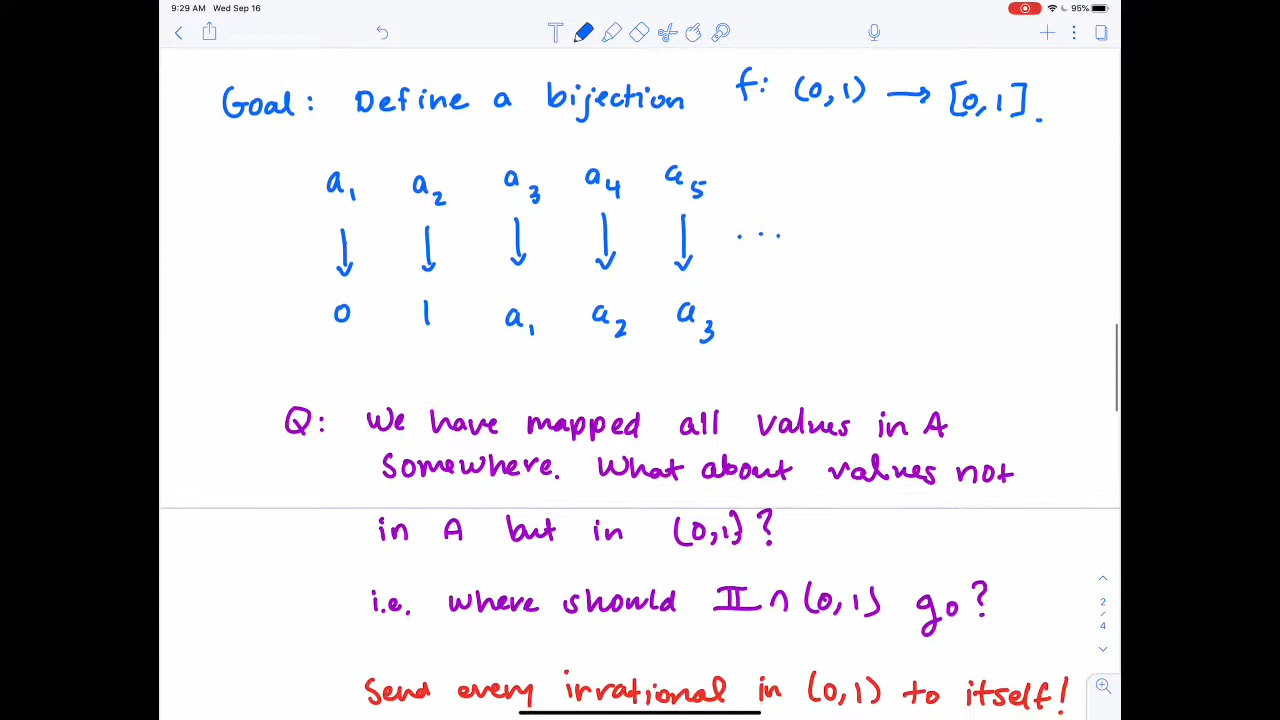 9:29 AM Wed Sep 16
95%
Goal: Define a bijection f: (0,1) → [0,1].
a₁ a₂ a₃ a₄ a₅
↓ ↓ ↓ ↓ ↓ ...
0 1 a₁ a₂ a₃
Q: We have mapped all values in A
somewhere. What about values not
in A but in (0,1)?
i.e. where should 𝕀 ∩ (0,1) go?
Send every irrational in (0,1) to itself!
2
/
4